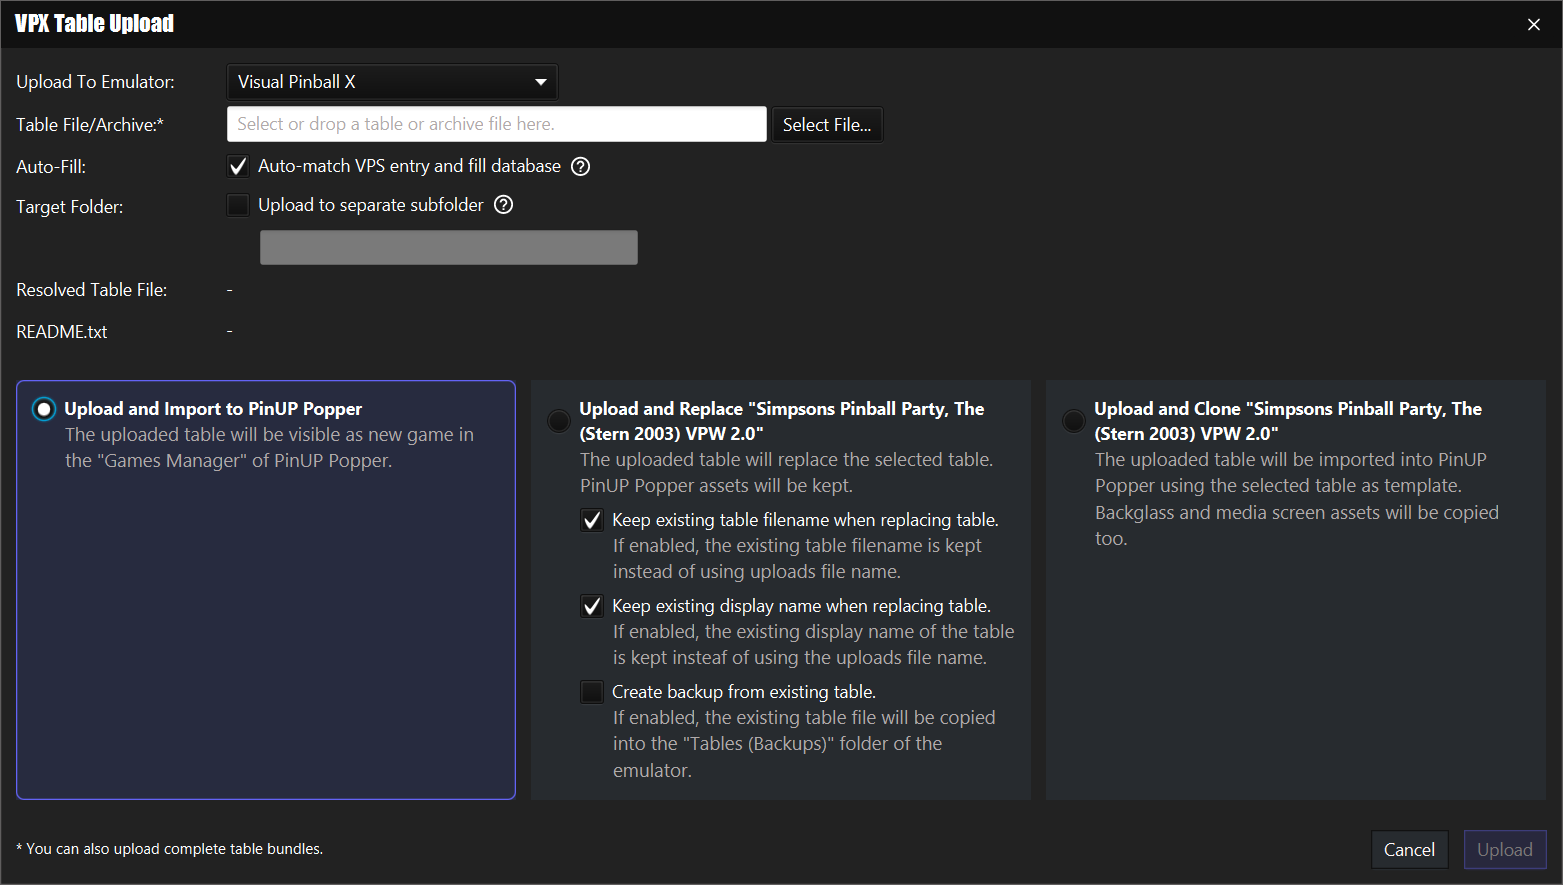 VPX Table Upload
Upload To Emulator:
Visual Pinball X
Table File/Archive:*
Select or drop a table or archive file here.
Select File...
Auto-Fill:
Auto-match VPS entry and fill database
Target Folder:
Upload to separate subfolder
Resolved Table File:
-
README.txt
-
Upload and Import to PinUP Popper
The uploaded table will be visible as new game in
the "Games Manager" of PinUP Popper.
Upload and Replace "Simpsons Pinball Party, The
(Stern 2003) VPW 2.0"
The uploaded table will replace the selected table.
PinUP Popper assets will be kept.
Keep existing table filename when replacing table.
If enabled, the existing table filename is kept
instead of using uploads file name.
Keep existing display name when replacing table.
If enabled, the existing display name of the table
is kept insteaf of using the uploads file name.
Create backup from existing table.
If enabled, the existing table file will be copied
into the "Tables (Backups)" folder of the
emulator.
Upload and Clone "Simpsons Pinball Party, The
(Stern 2003) VPW 2.0"
The uploaded table will be imported into PinUP
Popper using the selected table as template.
Backglass and media screen assets will be copied
too.
* You can also upload complete table bundles.
Cancel
Upload